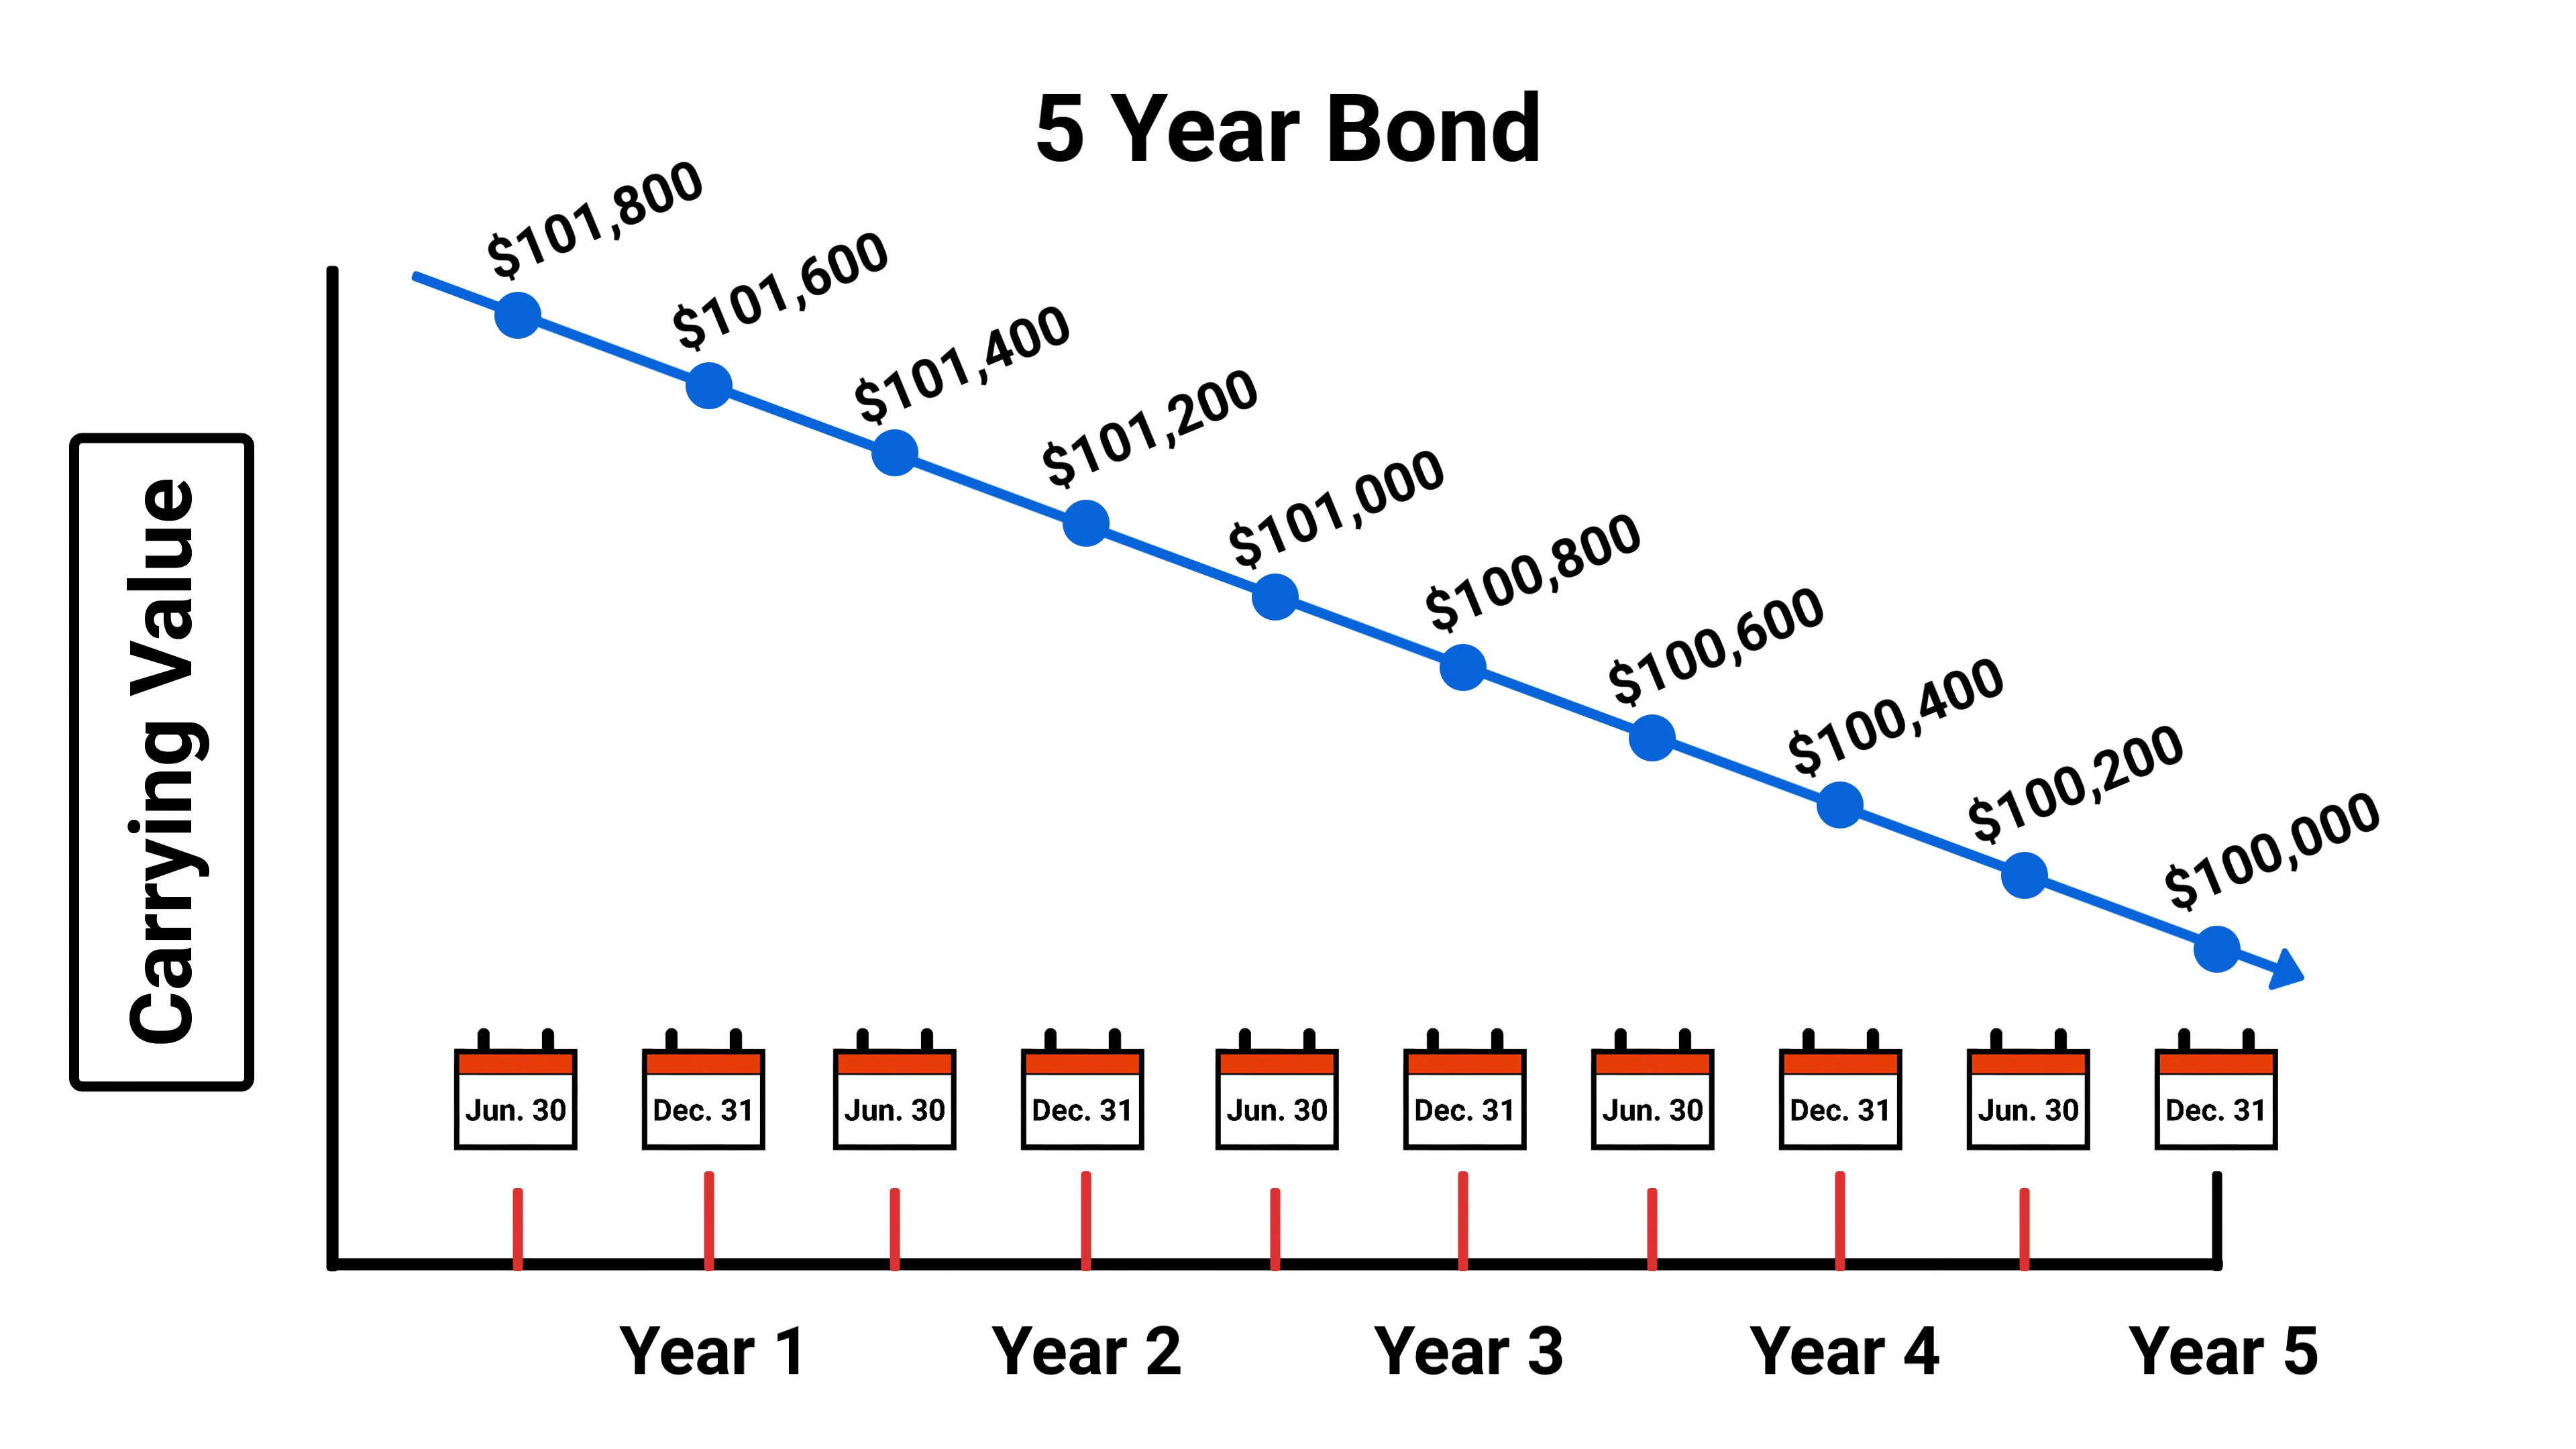 5 Year Bond
$101,800
$101,600
$101,400
$101,200
$101,000
$100,800
$100,600
$100,400
$100,200
$100,000
Carrying Value
Jun. 30
Dec. 31
Jun. 30
Dec. 31
Jun. 30
Dec. 31
Jun. 30
Dec. 31
Jun. 30
Dec. 31
Year 1
Year 2
Year 3
Year 4
Year 5